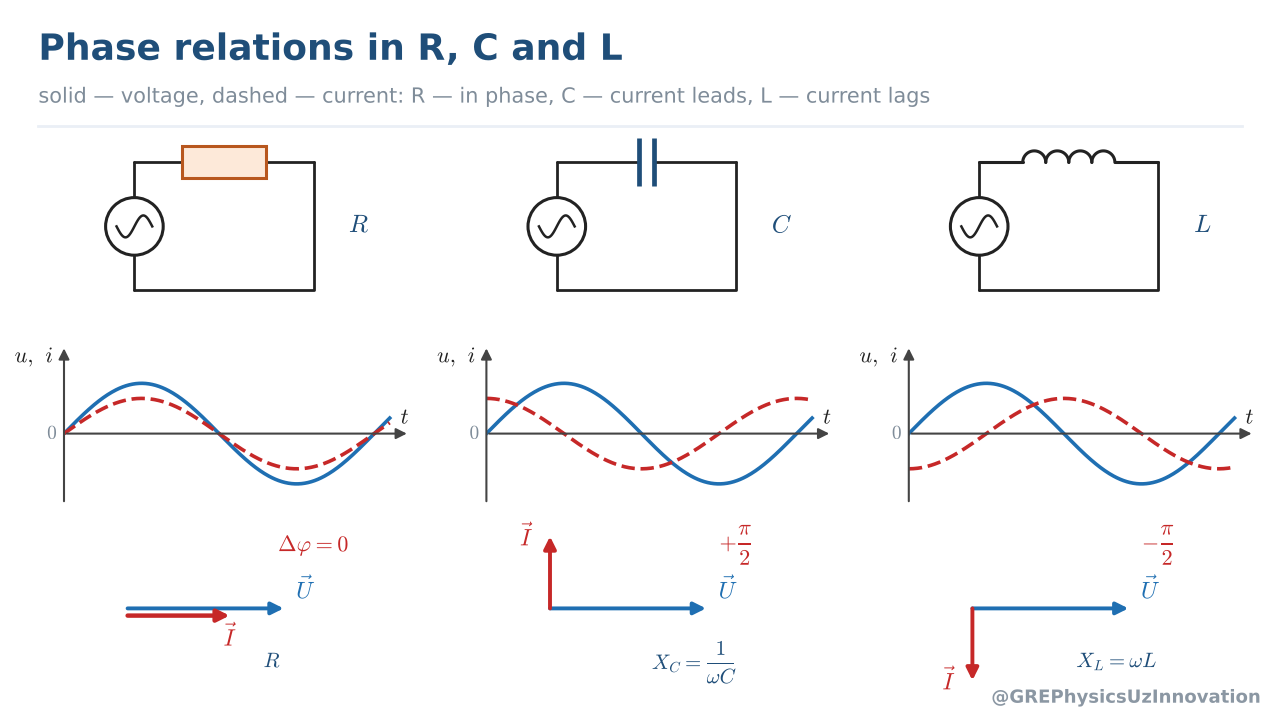 Phase relations in R, C and L
solid — voltage, dashed — current: R — in phase, C — current leads, L — current lags
R
C
L
u, i
0
t
u, i
0
t
u, i
0
t
Δφ = 0
U⃗
I⃗
R
I⃗
+π/2
U⃗
X_C = 1/ωC
−π/2
U⃗
I⃗
X_L = ωL
@GREPhysicsUzInnovation